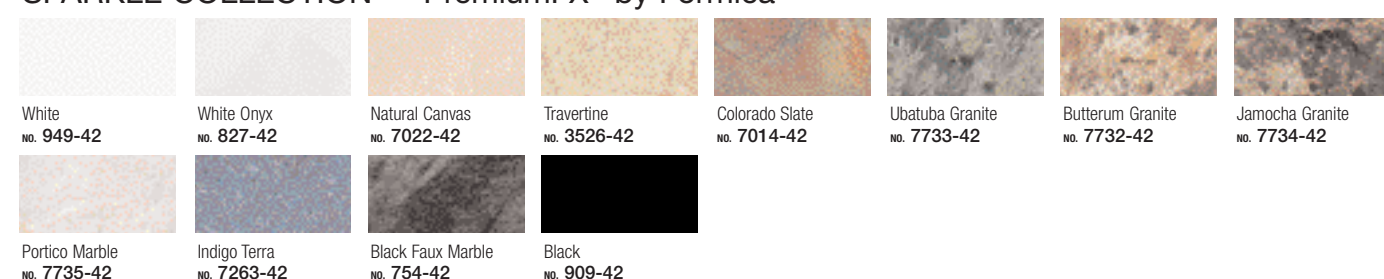 SPARKLE COLLECTION PremiumFX by Formica
White
NO. 949-42
White Onyx
NO. 827-42
Natural Canvas
NO. 7022-42
Travertine
NO. 3526-42
Colorado Slate
NO. 7014-42
Ubatuba Granite
NO. 7733-42
Butterum Granite
NO. 7732-42
Jamocha Granite
NO. 7734-42
Portico Marble
NO. 7735-42
Indigo Terra
NO. 7263-42
Black Faux Marble
NO. 754-42
Black
NO. 909-42